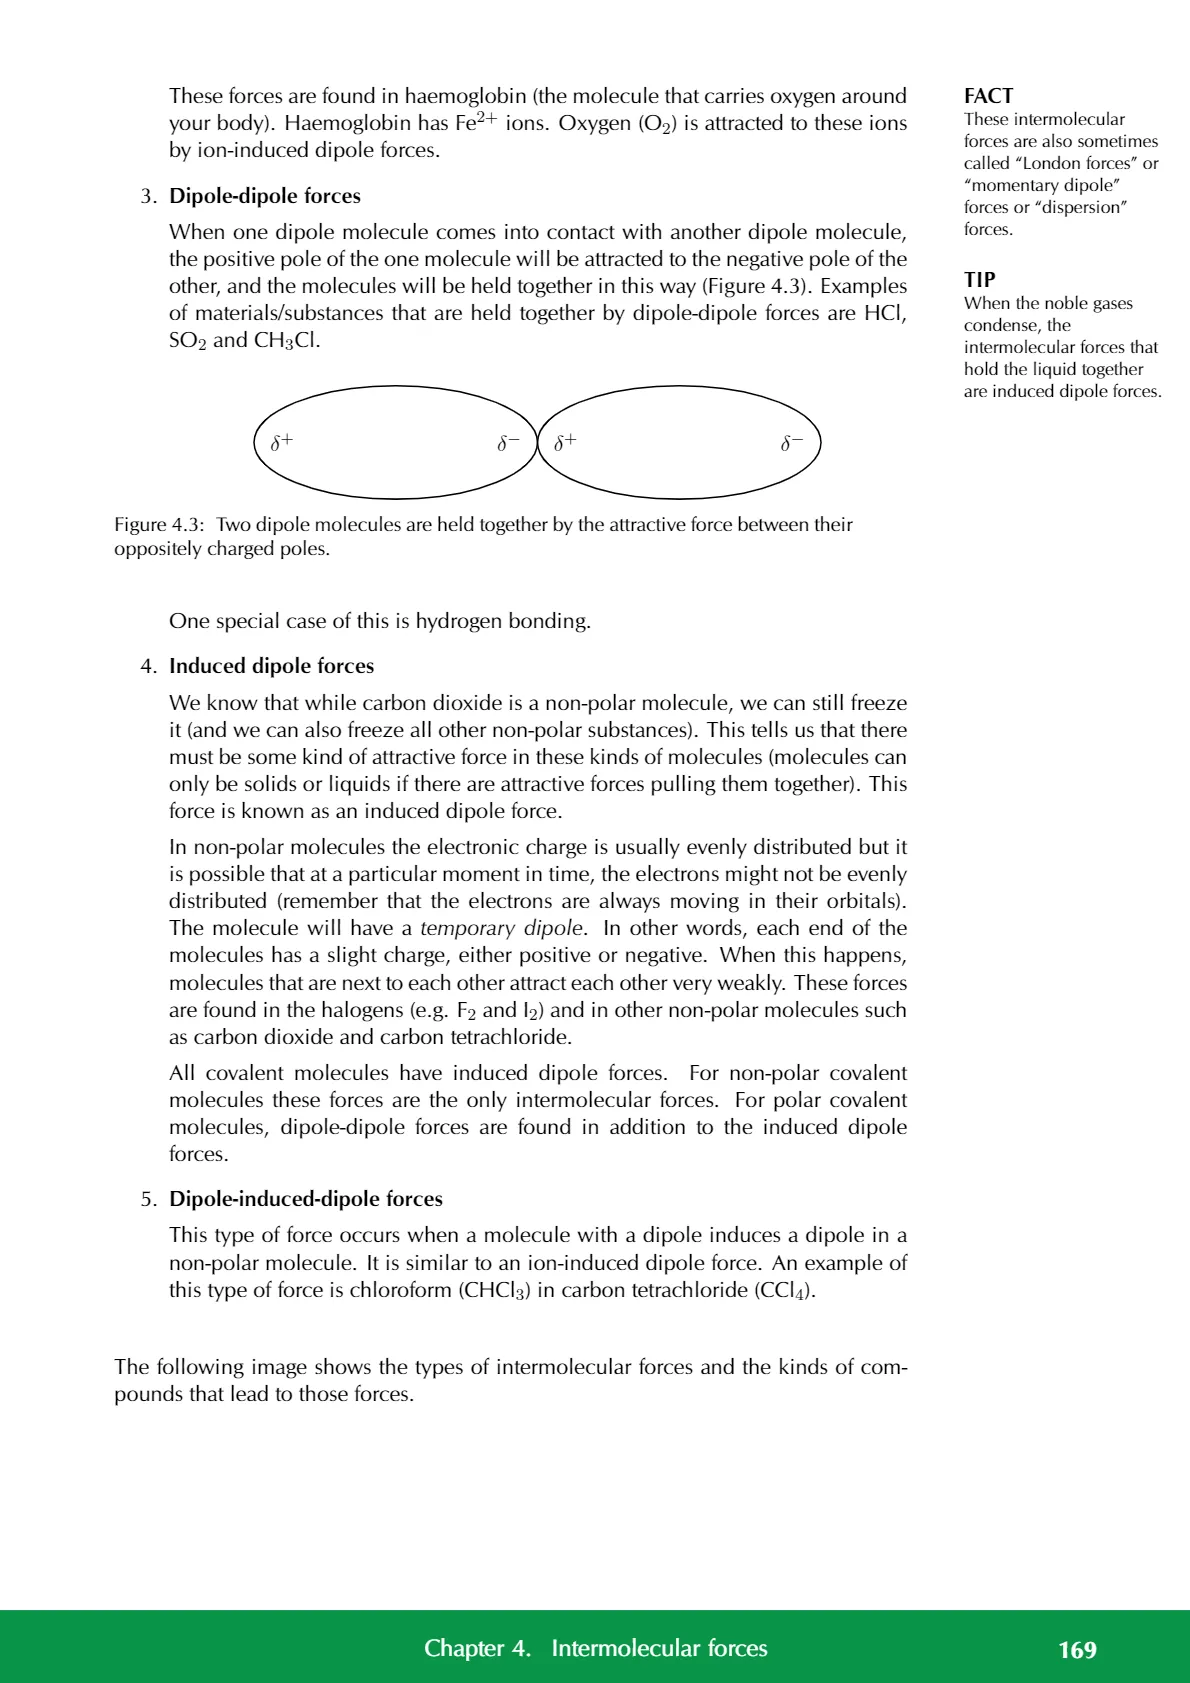 These forces are found in haemoglobin (the molecule that carries oxygen around
your body). Haemoglobin has Fe²⁺ ions. Oxygen (O₂) is attracted to these ions
by ion-induced dipole forces.
3. Dipole-dipole forces
When one dipole molecule comes into contact with another dipole molecule,
the positive pole of the one molecule will be attracted to the negative pole of the
other, and the molecules will be held together in this way (Figure 4.3). Examples
of materials/substances that are held together by dipole-dipole forces are HCl,
SO₂ and CH₃Cl.
δ⁺ δ⁻ δ⁺ δ⁻
Figure 4.3: Two dipole molecules are held together by the attractive force between their
oppositely charged poles.
One special case of this is hydrogen bonding.
4. Induced dipole forces
We know that while carbon dioxide is a non-polar molecule, we can still freeze
it (and we can also freeze all other non-polar substances). This tells us that there
must be some kind of attractive force in these kinds of molecules (molecules can
only be solids or liquids if there are attractive forces pulling them together). This
force is known as an induced dipole force.
In non-polar molecules the electronic charge is usually evenly distributed but it
is possible that at a particular moment in time, the electrons might not be evenly
distributed (remember that the electrons are always moving in their orbitals).
The molecule will have a temporary dipole. In other words, each end of the
molecules has a slight charge, either positive or negative. When this happens,
molecules that are next to each other attract each other very weakly. These forces
are found in the halogens (e.g. F₂ and I₂) and in other non-polar molecules such
as carbon dioxide and carbon tetrachloride.
All covalent molecules have induced dipole forces. For non-polar covalent
molecules these forces are the only intermolecular forces. For polar covalent
molecules, dipole-dipole forces are found in addition to the induced dipole
forces.
5. Dipole-induced-dipole forces
This type of force occurs when a molecule with a dipole induces a dipole in a
non-polar molecule. It is similar to an ion-induced dipole force. An example of
this type of force is chloroform (CHCl₃) in carbon tetrachloride (CCl₄).
The following image shows the types of intermolecular forces and the kinds of com-
pounds that lead to those forces.
FACT
These intermolecular
forces are also sometimes
called “London forces” or
“momentary dipole”
forces or “dispersion”
forces.
TIP
When the noble gases
condense, the
intermolecular forces that
hold the liquid together
are induced dipole forces.
Chapter 4. Intermolecular forces 169